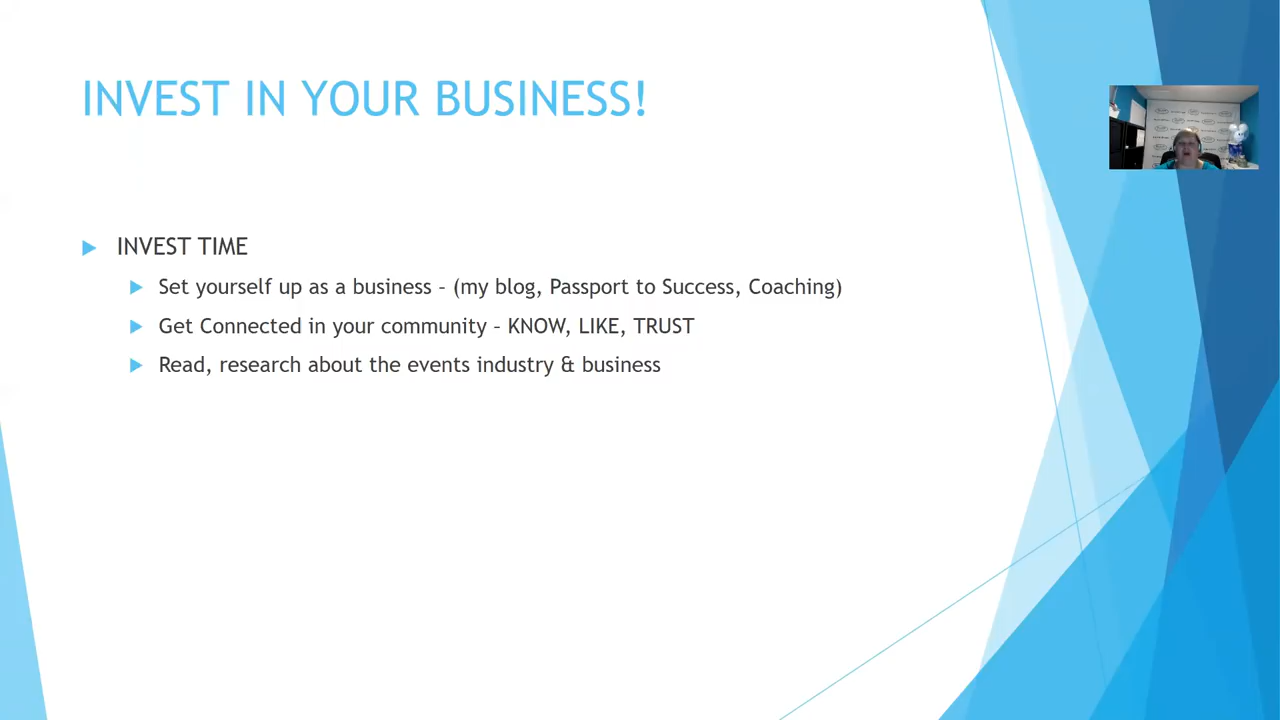 INVEST IN YOUR BUSINESS!
INVEST TIME
Set yourself up as a business – (my blog, Passport to Success, Coaching)
Get Connected in your community – KNOW, LIKE, TRUST
Read, research about the events industry & business